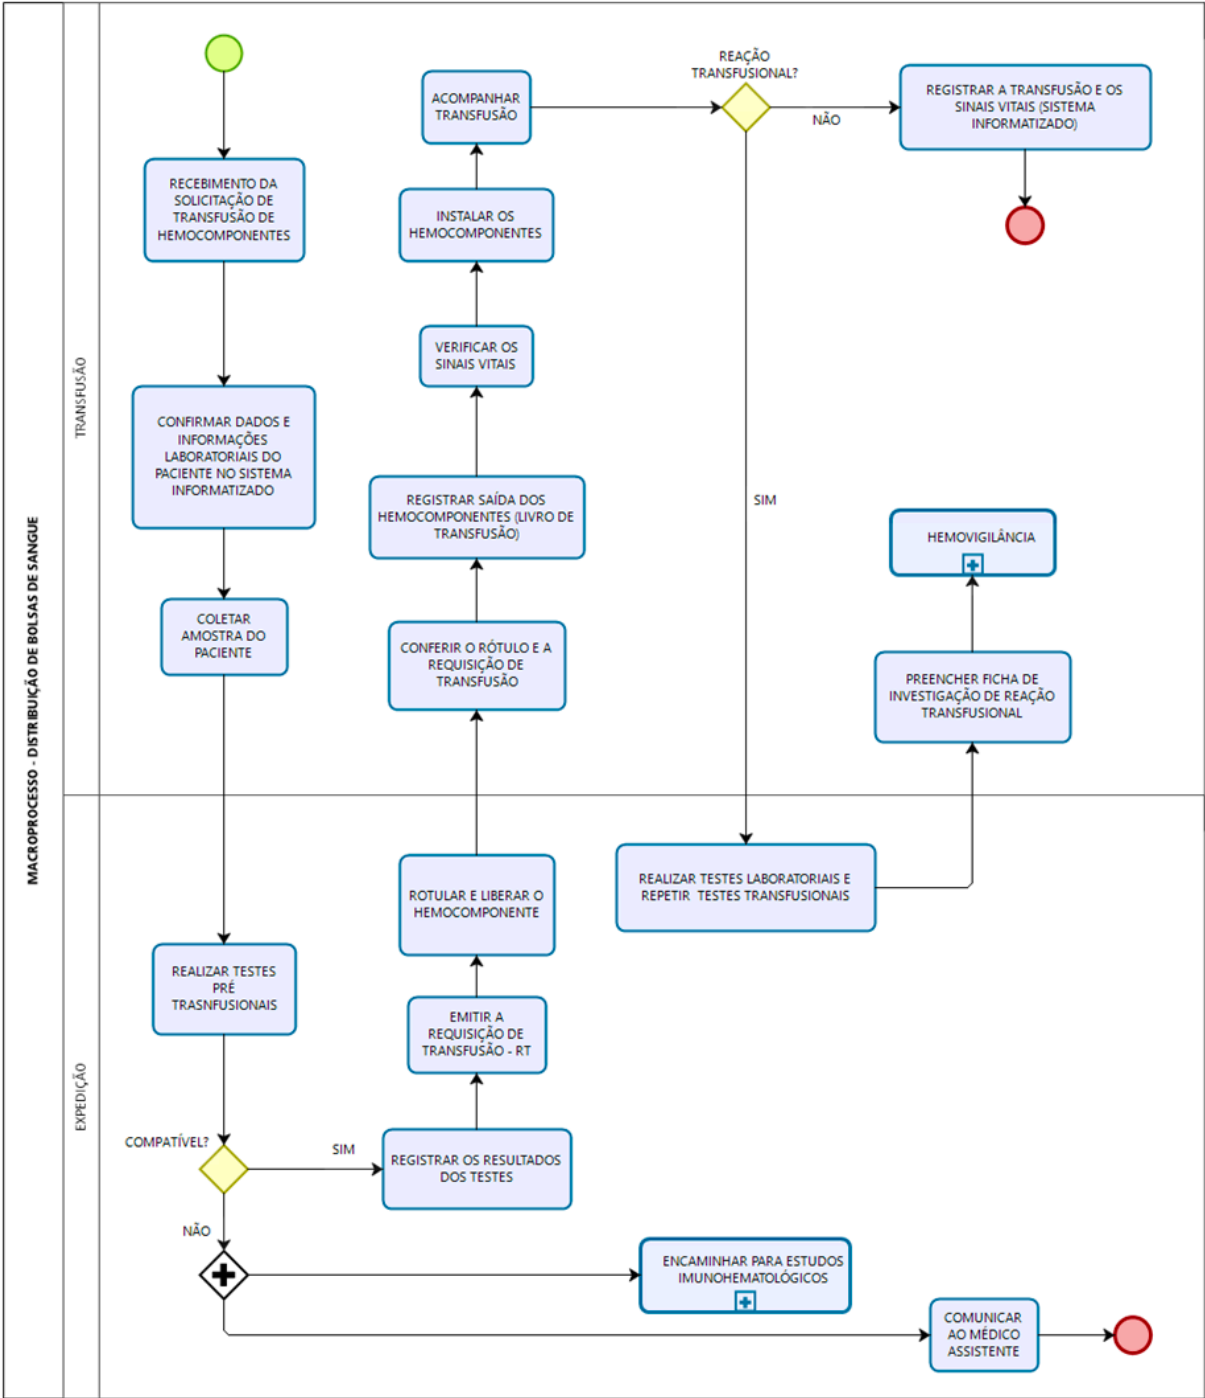 MACROPROCESSO - DISTRIBUIÇÃO DE BOLSAS DE SANGUE
TRANSFUSÃO
RECEBIMENTO DA
SOLICITAÇÃO DE
TRANSFUSÃO DE
HEMOCOMPONENTES
CONFIRMAR DADOS E
INFORMAÇÕES
LABORATORIAIS DO
PACIENTE NO SISTEMA
INFORMATIZADO
COLETAR
AMOSTRA DO
PACIENTE
ACOMPANHAR
TRANSFUSÃO
INSTALAR OS
HEMOCOMPONENTES
VERIFICAR OS
SINAIS VITAIS
REGISTRAR SAÍDA DOS
HEMOCOMPONENTES (LIVRO DE
TRANSFUSÃO)
CONFERIR O RÓTULO E A
REQUISIÇÃO DE
TRANSFUSÃO
REAÇÃO
TRANSFUSIONAL?
NÃO
SIM
REGISTRAR A TRANSFUSÃO E OS
SINAIS VITAIS (SISTEMA
INFORMATIZADO)
HEMOVIGILÂNCIA
PREENCHER FICHA DE
INVESTIGAÇÃO DE REAÇÃO
TRANSFUSIONAL
EXPEDIÇÃO
REALIZAR TESTES
PRÉ
TRASNFUSIONAIS
COMPATÍVEL?
SIM
NÃO
ROTULAR E LIBERAR O
HEMOCOMPONENTE
EMITIR A
REQUISIÇÃO DE
TRANSFUSÃO - RT
REGISTRAR OS RESULTADOS
DOS TESTES
REALIZAR TESTES LABORATORIAIS E
REPETIR TESTES TRANSFUSIONAIS
ENCAMINHAR PARA ESTUDOS
IMUNOHEMATOLÓGICOS
COMUNICAR
AO MÉDICO
ASSISTENTE